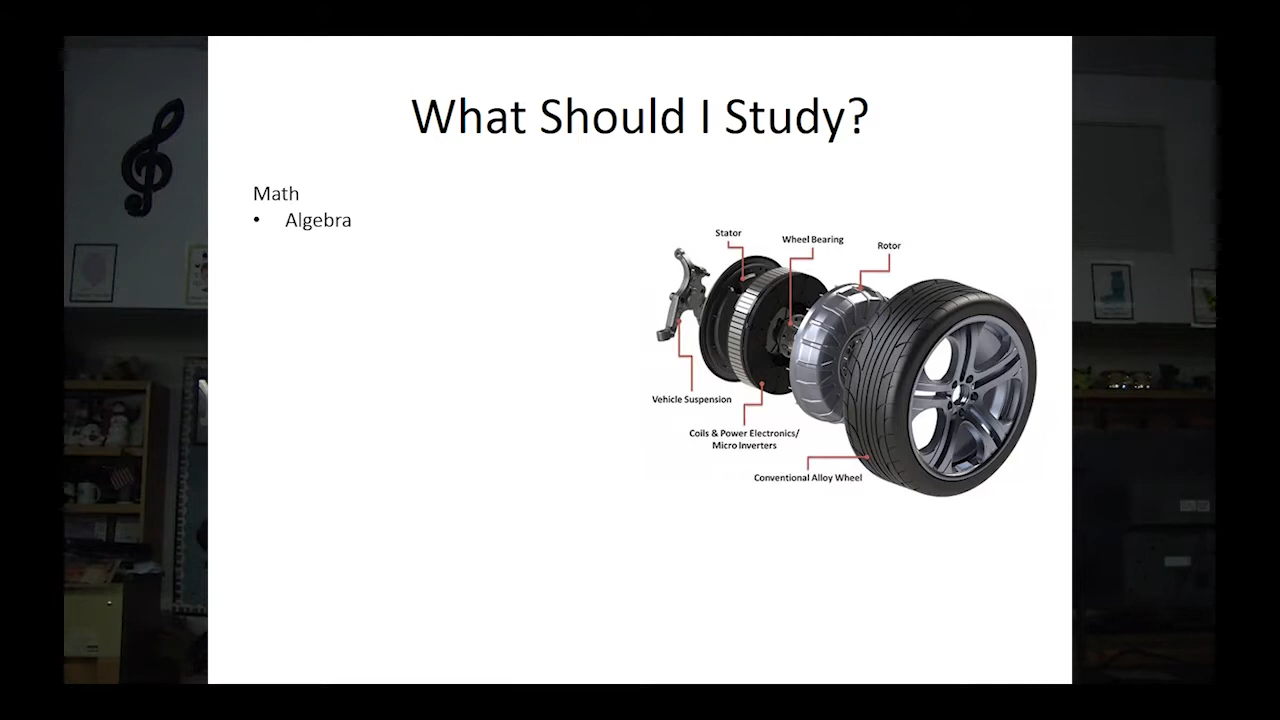 What Should I Study?
Math
• Algebra
Stator
Wheel Bearing
Rotor
Vehicle Suspension
Coils & Power Electronics/
Micro Inverters
Conventional Alloy Wheel